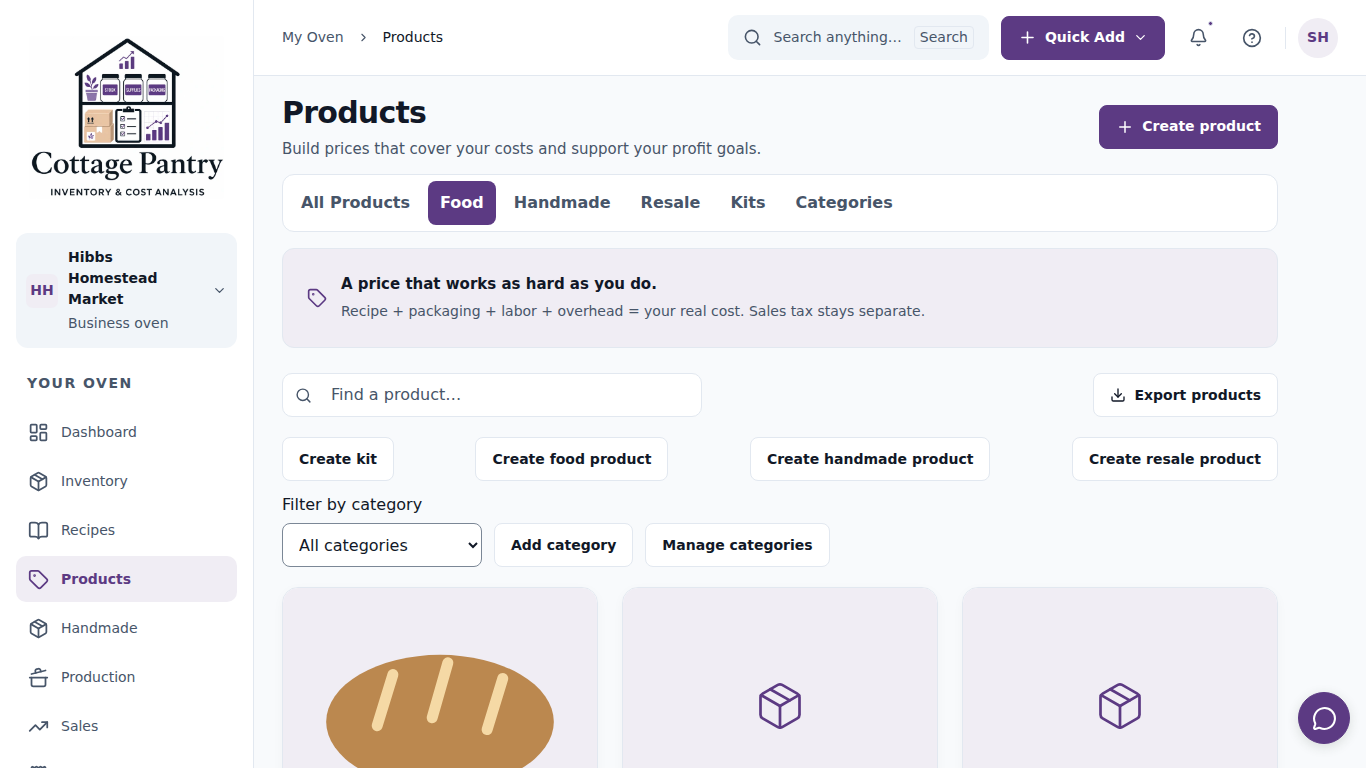 Cottage Pantry
INVENTORY & COST ANALYSIS
HH
Hibbs
Homestead
Market
Business oven
YOUR OVEN
Dashboard
Inventory
Recipes
Products
Handmade
Production
Sales
My Oven
Products
Search anything...
Search
Quick Add
SH
Products
Build prices that cover your costs and support your profit goals.
Create product
All Products
Food
Handmade
Resale
Kits
Categories
A price that works as hard as you do.
Recipe + packaging + labor + overhead = your real cost. Sales tax stays separate.
Find a product...
Export products
Create kit
Create food product
Create handmade product
Create resale product
Filter by category
All categories
Add category
Manage categories